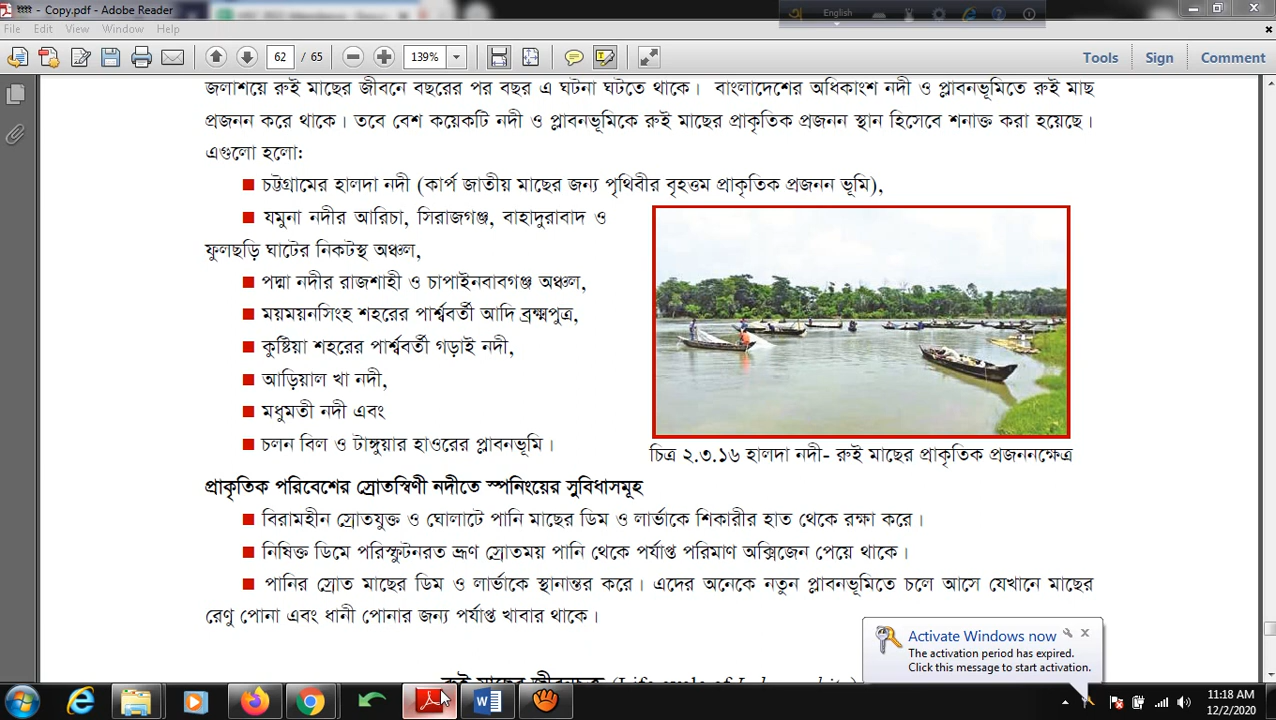 - Copy.pdf - Adobe Reader
English
File Edit View Window Help
62 / 65
139%
Tools Sign Comment
জলাশয়ে রুই মাছের জীবনে বছরের পর বছর এ ঘটনা ঘটতে থাকে। বাংলাদেশের অধিকাংশ নদী ও প্লাবনভূমিতে রুই মাছ
প্রজনন করে থাকে। তবে বেশ কয়েকটি নদী ও প্লাবনভূমিকে রুই মাছের প্রাকৃতিক প্রজনন স্থান হিসেবে শনাক্ত করা হয়েছে।
এগুলো হলো:
চট্টগ্রামের হালদা নদী (কার্প জাতীয় মাছের জন্য পৃথিবীর বৃহত্তম প্রাকৃতিক প্রজনন ভূমি),
যমুনা নদীর আরিচা, সিরাজগঞ্জ, বাহাদুরাবাদ ও
ফুলছড়ি ঘাটের নিকটস্থ অঞ্চল,
পদ্মা নদীর রাজশাহী ও চাপাইনবাবগঞ্জ অঞ্চল,
ময়ময়নসিংহ শহরের পার্শ্ববর্তী আদি ব্রহ্মপুত্র,
কুষ্টিয়া শহরের পার্শ্ববর্তী গড়াই নদী,
আড়িয়াল খা নদী,
মধুমতী নদী এবং
চলন বিল ও টাঙ্গুয়ার হাওরের প্লাবনভূমি।
চিত্র ২.৩.১৬ হালদা নদী- রুই মাছের প্রাকৃতিক প্রজননক্ষেত্র
প্রাকৃতিক পরিবেশের স্রোতস্বিণী নদীতে স্পনিংয়ের সুবিধাসমূহ
বিরামহীন স্রোতযুক্ত ও ঘোলাটে পানি মাছের ডিম ও লার্ভাকে শিকারীর হাত থেকে রক্ষা করে।
নিষিক্ত ডিমে পরিস্ফুটনরত ভ্রূণ স্রোতময় পানি থেকে পর্যাপ্ত পরিমাণ অক্সিজেন পেয়ে থাকে।
পানির স্রোত মাছের ডিম ও লার্ভাকে স্থানান্তর করে। এদের অনেকে নতুন প্লাবনভূমিতে চলে আসে যেখানে মাছের
রেণু পোনা এবং ধানী পোনার জন্য পর্যাপ্ত খাবার থাকে।
রুই মাছের জীবনচক্র (Life cycle of
Activate Windows now
The activation period has expired.
Click this message to start activation.
11:18 AM
12/2/2020